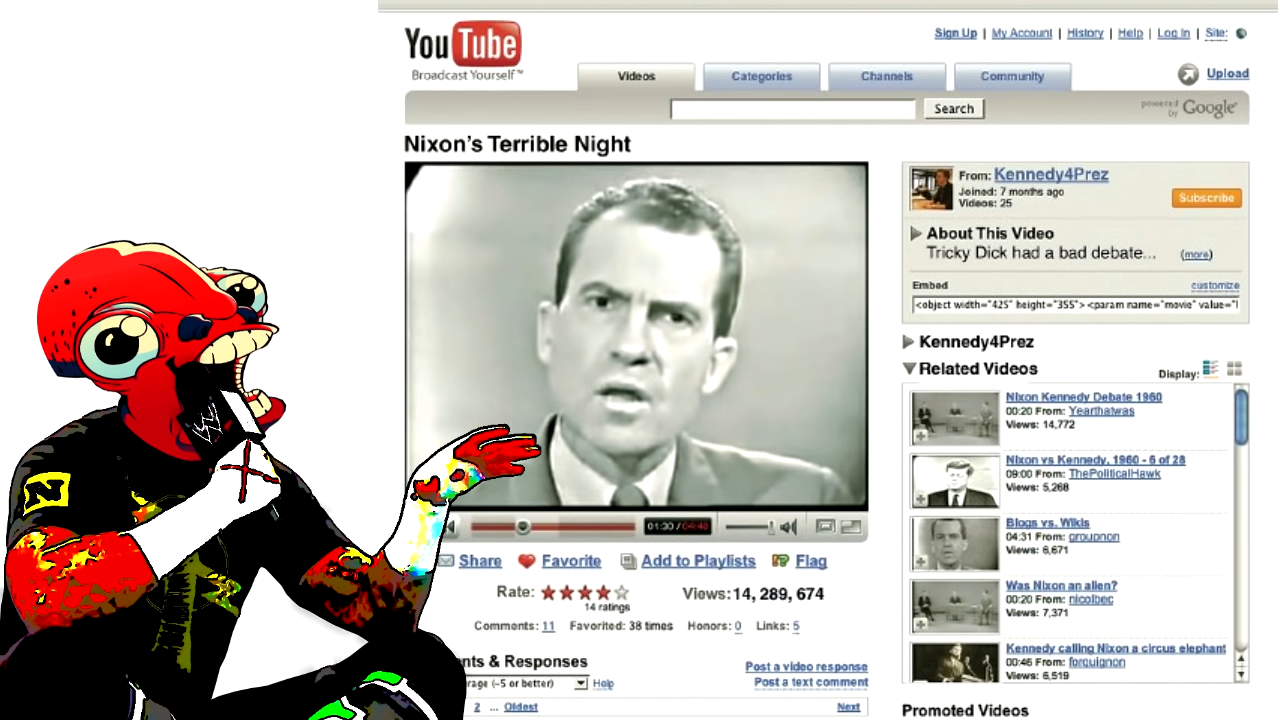 YouTube
Broadcast Yourself™
Sign Up | My Account | History | Help | Log In | Site:
Videos
Categories
Channels
Community
Upload
Search
powered by Google
Nixon's Terrible Night
From: Kennedy4Prez
Joined: 7 months ago
Videos: 25
Subscribe
About This Video
Tricky Dick had a bad debate...
(more)
Embed
customize
<object width="425" height="355"><param name="movie" value="l
Kennedy4Prez
Related Videos
Display:
Nixon Kennedy Debate 1960
00:20 From: Yearthatwas
Views: 14,772
Nixon vs Kennedy, 1960 - 6 of 28
09:00 From: ThePoliticalHawk
Views: 5,268
Blogs vs. Wikis
04:31 From: groupnon
Views: 6,671
Was Nixon an alien?
00:20 From: nicolbec
Views: 7,371
Kennedy calling Nixon a circus elephant
00:46 From: forquignon
Views: 6,519
Promoted Videos
01:30 / 04:40
Share
Favorite
Add to Playlists
Flag
Rate:
14 ratings
Views: 14, 289, 674
Comments: 11 Favorited: 38 times Honors: 0 Links: 5
nts & Responses
Post a video response
rage (-5 or better)
Help
Post a text comment
2 ... Oldest
Next
N
W
X